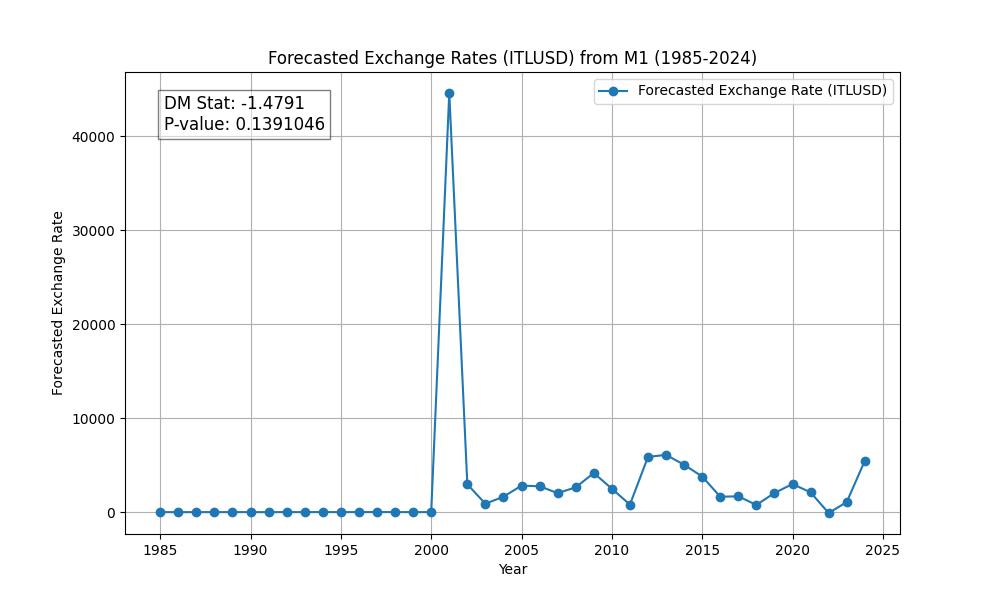 Forecasted Exchange Rates (ITLUSD) from M1 (1985-2024)
DM Stat: -1.4791
P-value: 0.1391046
Forecasted Exchange Rate (ITLUSD)
Forecasted Exchange Rate
40000
30000
20000
10000
0
1985 1990 1995 2000 2005 2010 2015 2020 2025
Year